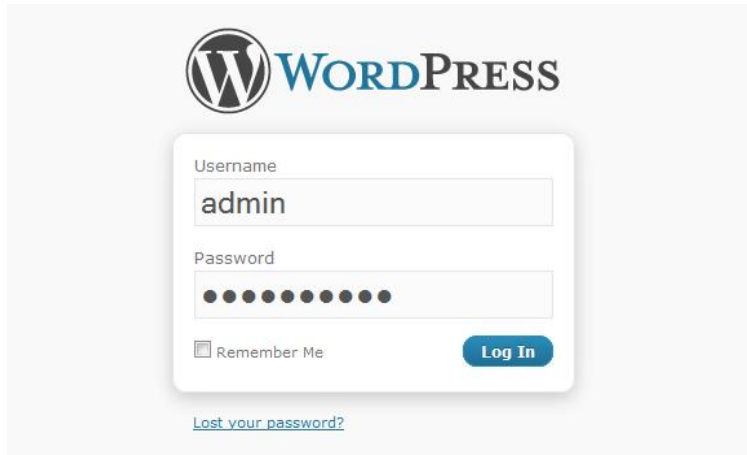 WORDPRESS
Username
admin
Password
●●●●●●●●●●
Remember Me
Log In
Lost your password?